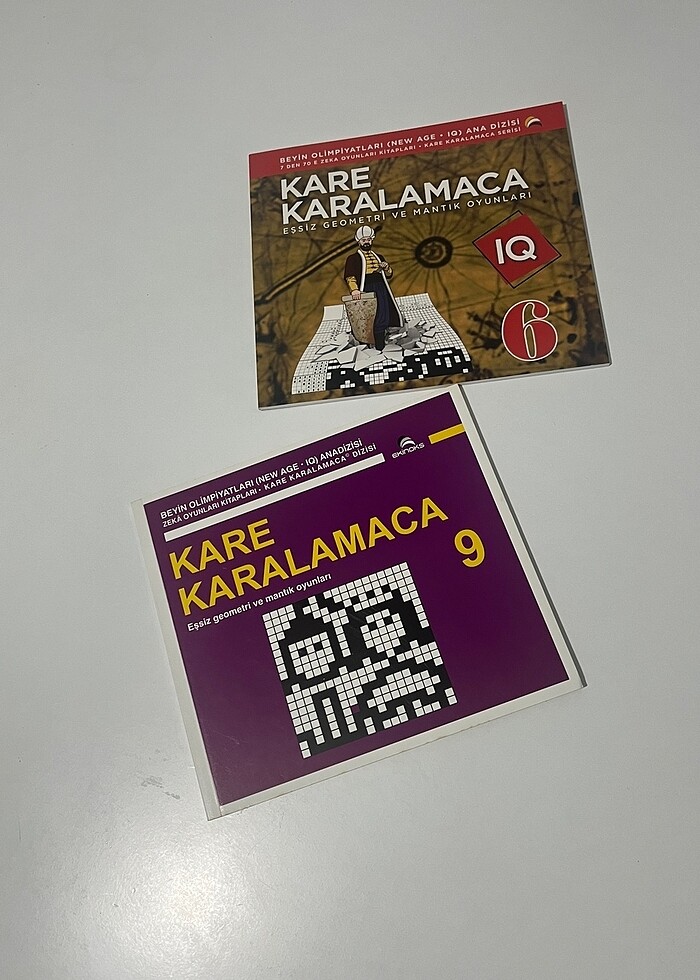 BEYİN OLİMPİYATLARI (NEW AGE • IQ) ANA DİZİSİ
7 DEN 70 E ZEKA OYUNLARI KİTAPLARI • KARE KARALAMACA SERİSİ
KARE
KARALAMACA
EŞSİZ GEOMETRİ VE MANTIK OYUNLARI
IQ
6
BEYİN OLİMPİYATLARI (NEW AGE • IQ) ANADİZİSİ
ZEKÂ OYUNLARI KİTAPLARI • KARE KARALAMACA® DİZİSİ
EKİNOKS
KARE
KARALAMACA
9
Eşsiz geometri ve mantık oyunları